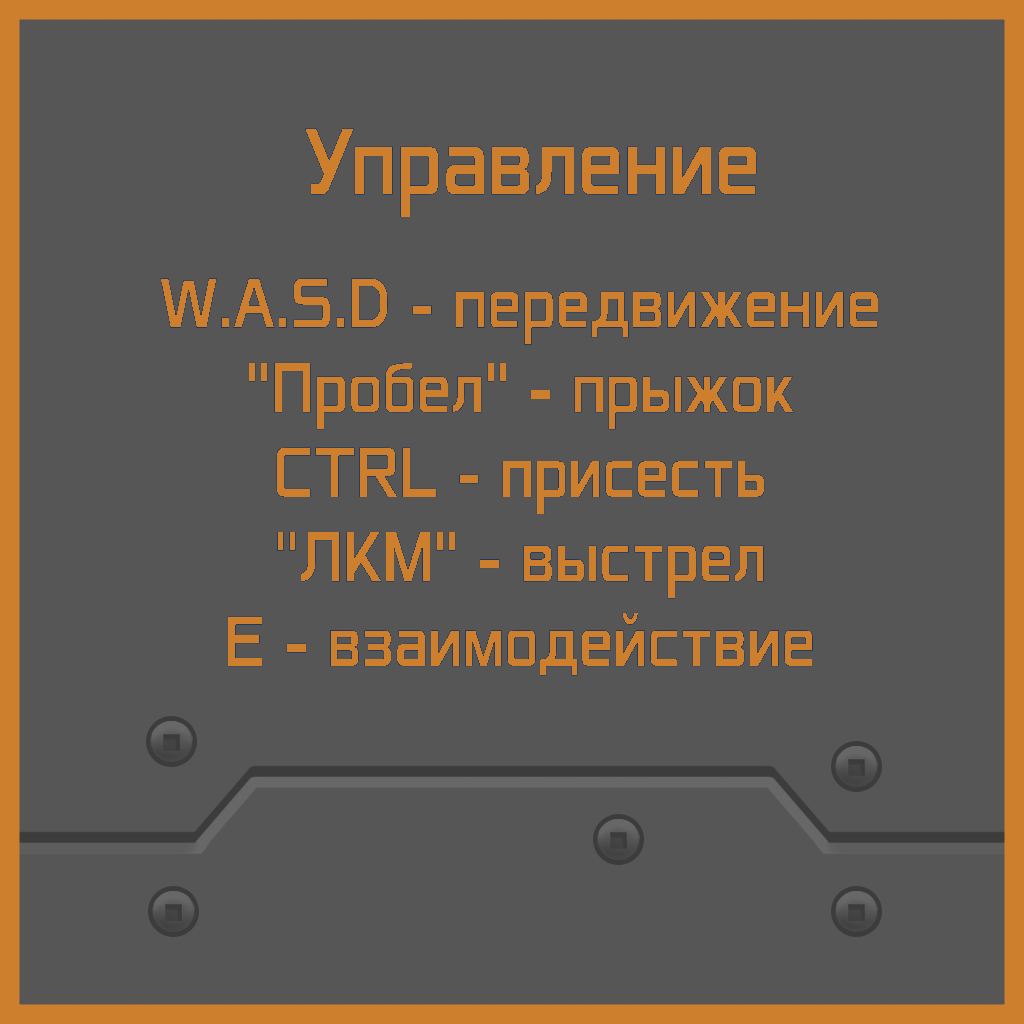 Управление
W.A.S.D - передвижение
"Пробел" - прыжок
CTRL - присесть
"ЛКМ" - выстрел
E - взаимодействие